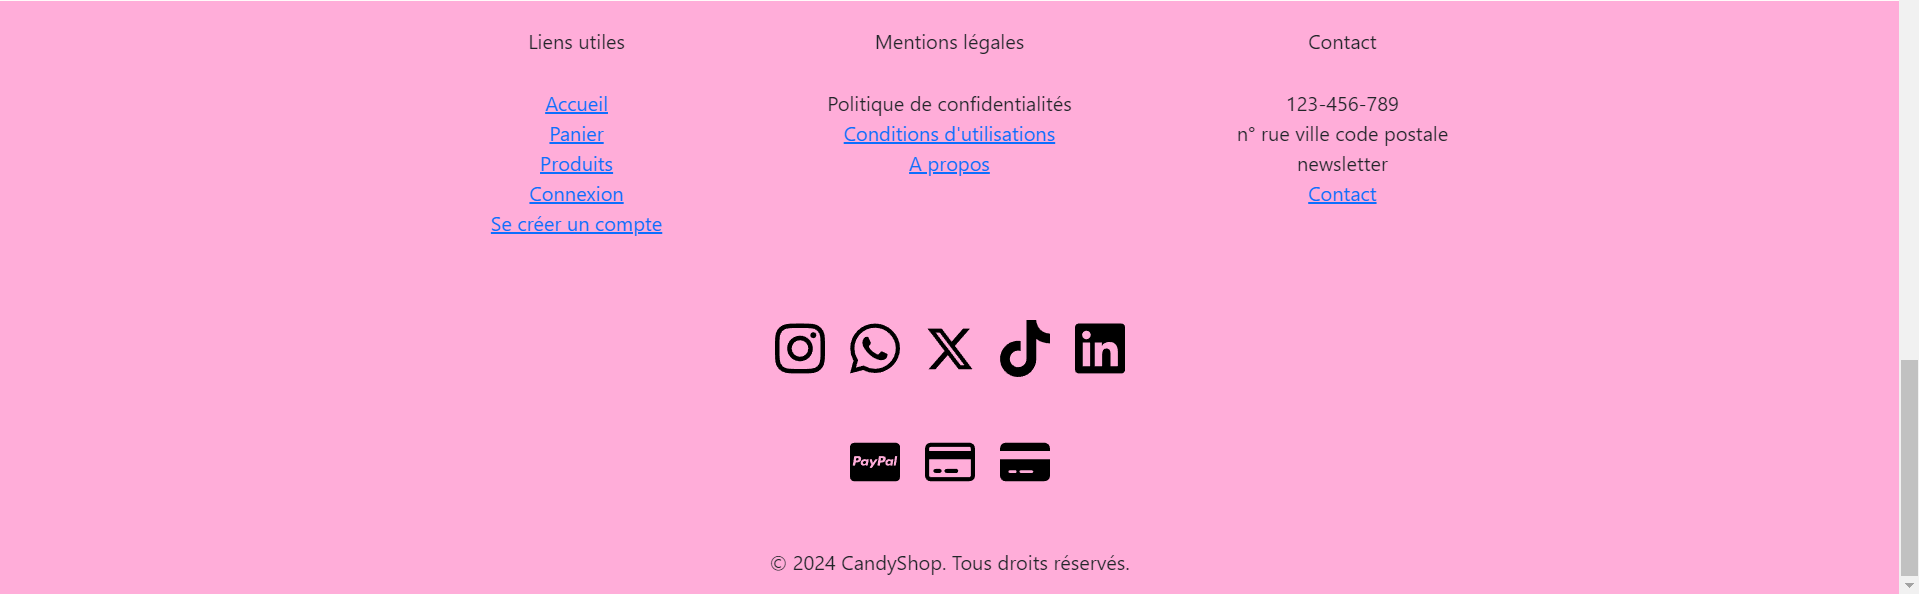 Liens utiles
Accueil
Panier
Produits
Connexion
Se créer un compte
Mentions légales
Politique de confidentialités
Conditions d'utilisations
A propos
Contact
123-456-789
n° rue ville code postale
newsletter
Contact
in
PayPal
© 2024 CandyShop. Tous droits réservés.